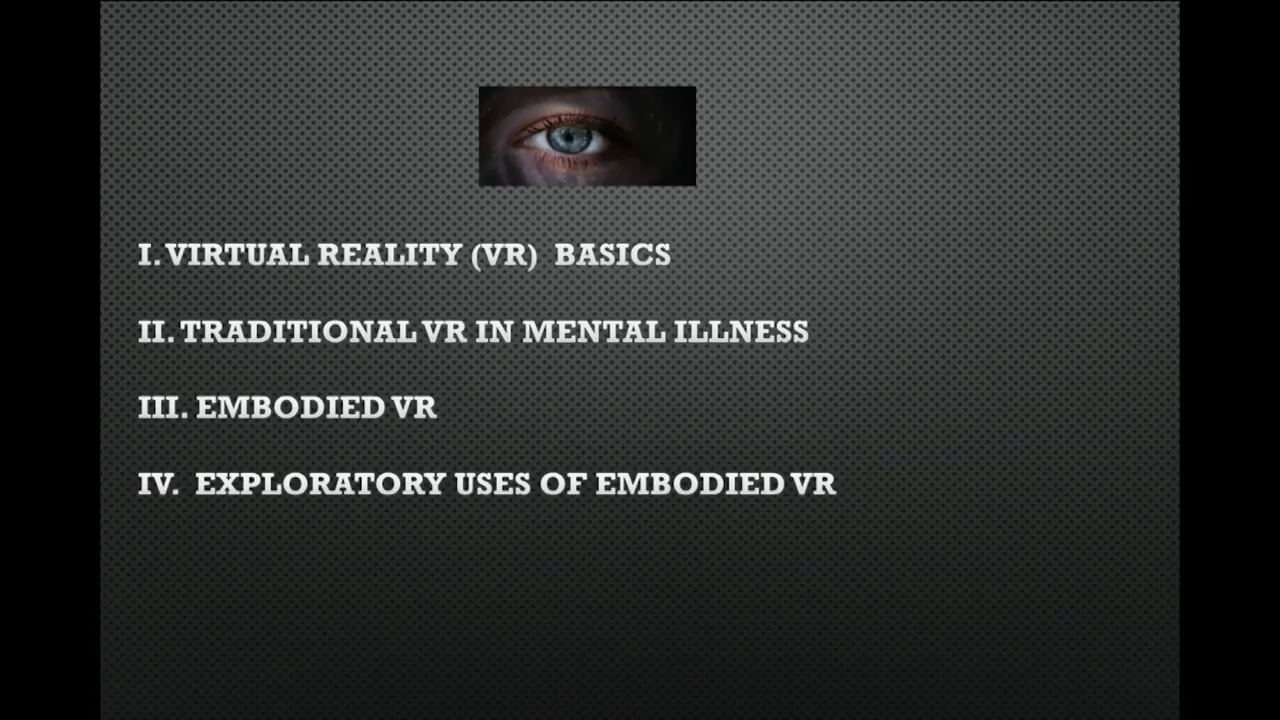 I. VIRTUAL REALITY (VR) BASICS
II. TRADITIONAL VR IN MENTAL ILLNESS
III. EMBODIED VR
IV. EXPLORATORY USES OF EMBODIED VR